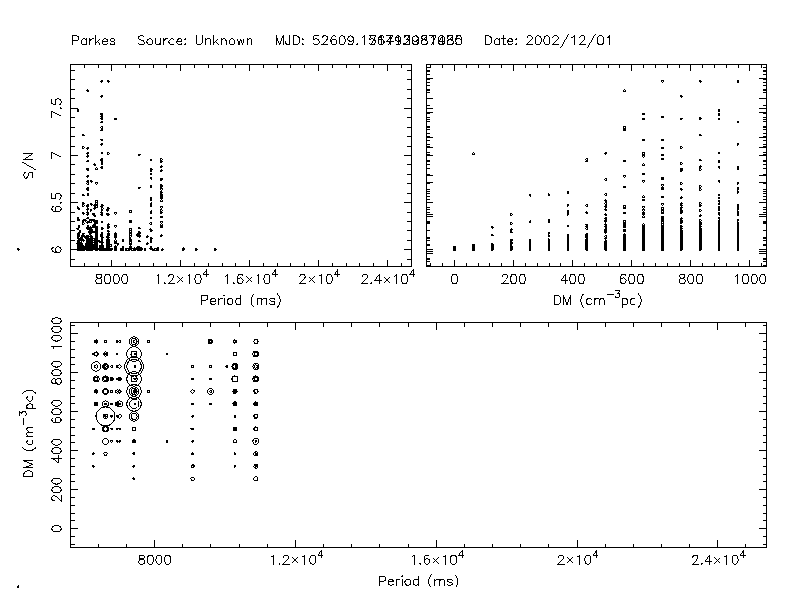 Parkes Source: Unknown MJD: Date: 2002/12/01
S/N
6 6.5 7 7.5
8000 1.2×10⁴ 1.6×10⁴ 2×10⁴ 2.4×10⁴
Period (ms)
0 200 400 600 800 1000
DM (cm⁻³pc)
DM (cm⁻³pc)
0 200 400 600 800 1000
8000 1.2×10⁴ 1.6×10⁴ 2×10⁴ 2.4×10⁴
Period (ms)